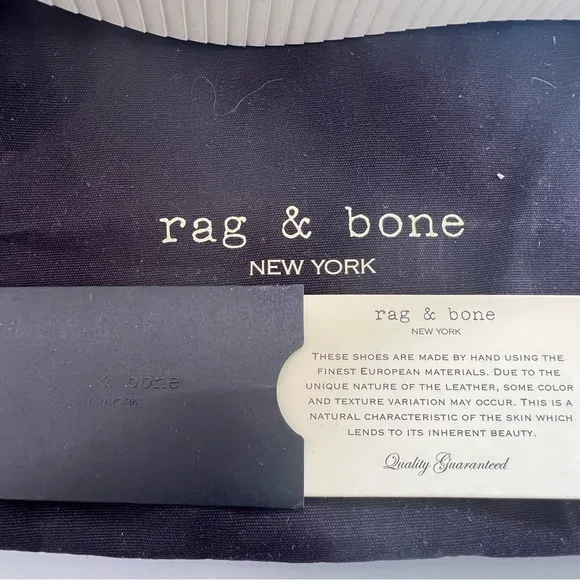 rag & bone
NEW YORK
& bone
YORK
rag & bone
NEW YORK
THESE SHOES ARE MADE BY HAND USING THE
FINEST EUROPEAN MATERIALS. DUE TO THE
UNIQUE NATURE OF THE LEATHER, SOME COLOR
AND TEXTURE VARIATION MAY OCCUR. THIS IS A
NATURAL CHARACTERISTIC OF THE SKIN WHICH
LENDS TO ITS INHERENT BEAUTY.
Quality Guaranteed